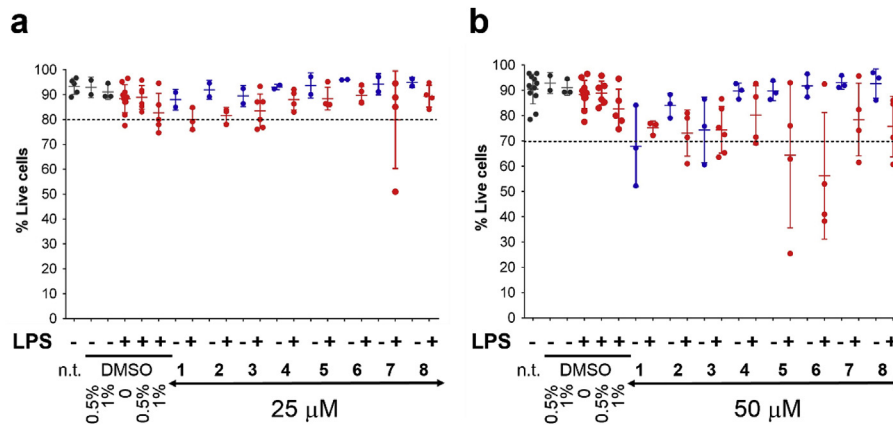 a
b
% Live cells
100
90
80
70
60
50
40
30
20
10
0
LPS - - - + + + - + - + - + - + - + - + - + - +
n.t. DMSO 1 2 3 4 5 6 7 8
0.5% 1% 0 0.5% 1%
25 μM
% Live cells
100
90
80
70
60
50
40
30
20
10
0
LPS - - - + + + - + - + - + - + - + - + - + - +
n.t. DMSO 1 2 3 4 5 6 7 8
0.5% 1% 0 0.5% 1%
50 μM